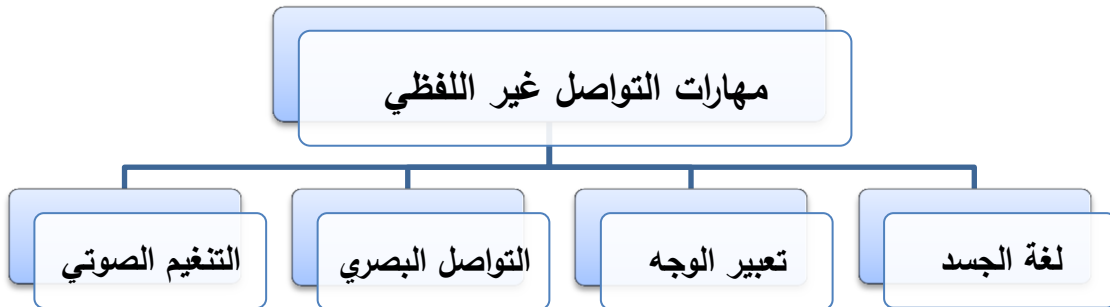 مهارات التواصل غير اللفظي
لغة الجسد
تعبير الوجه
التواصل البصري
التنغيم الصوتي